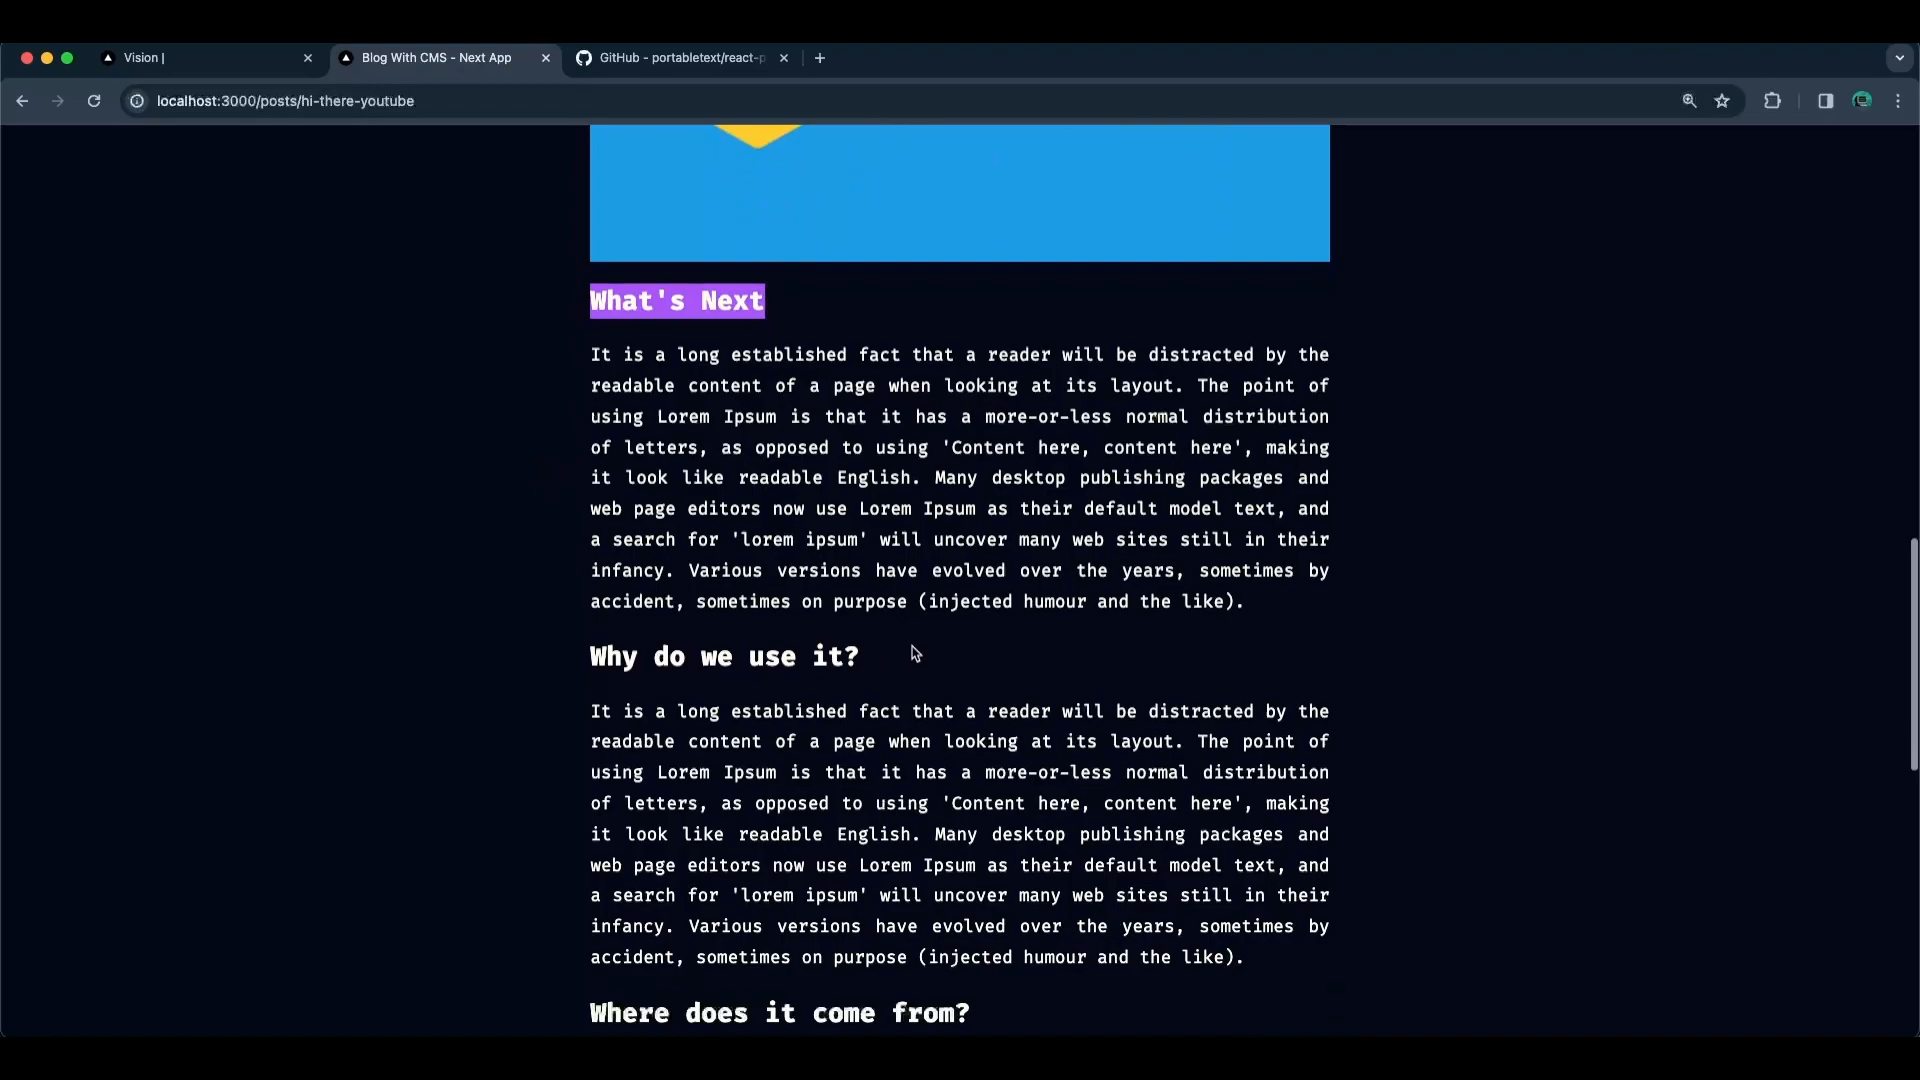 Vision |
Blog With CMS - Next App
GitHub - portabletext/react-p
localhost:3000/posts/hi-there-youtube
What's Next
It is a long established fact that a reader will be distracted by the
readable content of a page when looking at its layout. The point of
using Lorem Ipsum is that it has a more-or-less normal distribution
of letters, as opposed to using 'Content here, content here', making
it look like readable English. Many desktop publishing packages and
web page editors now use Lorem Ipsum as their default model text, and
a search for 'lorem ipsum' will uncover many web sites still in their
infancy. Various versions have evolved over the years, sometimes by
accident, sometimes on purpose (injected humour and the like).
Why do we use it?
It is a long established fact that a reader will be distracted by the
readable content of a page when looking at its layout. The point of
using Lorem Ipsum is that it has a more-or-less normal distribution
of letters, as opposed to using 'Content here, content here', making
it look like readable English. Many desktop publishing packages and
web page editors now use Lorem Ipsum as their default model text, and
a search for 'lorem ipsum' will uncover many web sites still in their
infancy. Various versions have evolved over the years, sometimes by
accident, sometimes on purpose (injected humour and the like).
Where does it come from?